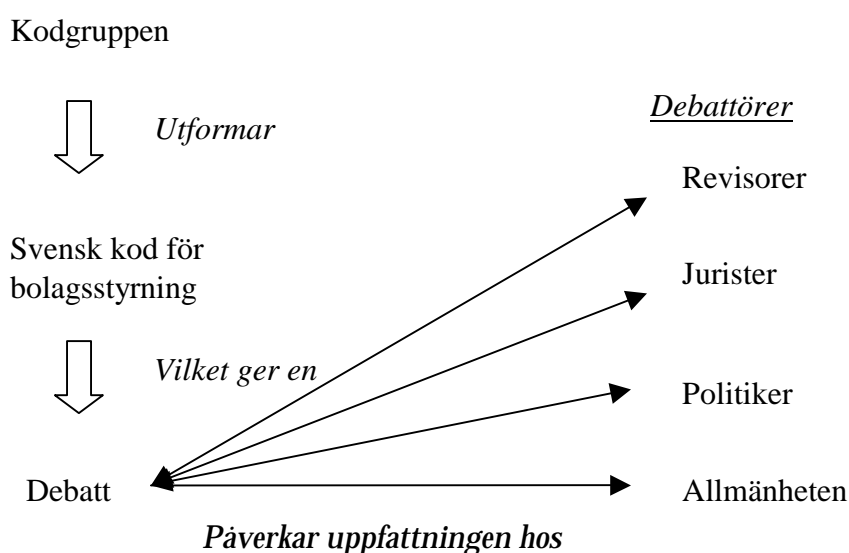 Kodgruppen
Utformar
Debattörer
Revisorer
Svensk kod för
bolagsstyrning
Jurister
Vilket ger en
Politiker
Debatt
Allmänheten
Påverkar uppfattningen hos